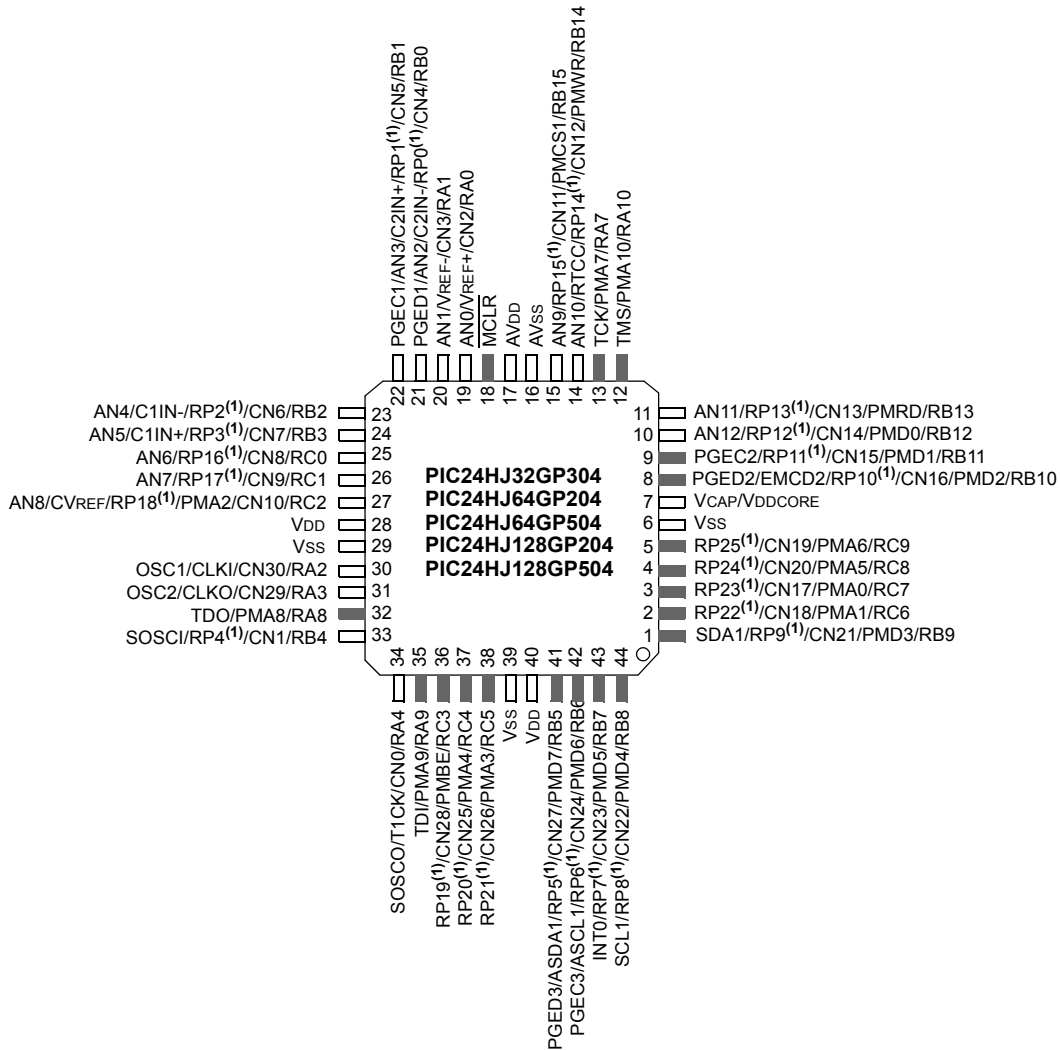 PGEC1/AN3/C2IN+/RP1(1)/CN5/RB1
PGED1/AN2/C2IN-/RP0(1)/CN4/RB0
AN1/VREF-/CN3/RA1
AN0/VREF+/CN2/RA0
MCLR
AVDD
AVSS
AN9/RP15(1)/CN11/PMCS1/RB15
AN10/RTCC/RP14(1)/CN12/PMWR/RB14
TCK/PMA7/RA7
TMS/PMA10/RA10
22 21 20 19 18 17 16 15 14 13 12
AN4/C1IN-/RP2(1)/CN6/RB2 23
AN5/C1IN+/RP3(1)/CN7/RB3 24
AN6/RP16(1)/CN8/RC0 25
AN7/RP17(1)/CN9/RC1 26
AN8/CVREF/RP18(1)/PMA2/CN10/RC2 27
VDD 28
VSS 29
OSC1/CLKI/CN30/RA2 30
OSC2/CLKO/CN29/RA3 31
TDO/PMA8/RA8 32
SOSCI/RP4(1)/CN1/RB4 33
PIC24HJ32GP304
PIC24HJ64GP204
PIC24HJ64GP504
PIC24HJ128GP204
PIC24HJ128GP504
11 AN11/RP13(1)/CN13/PMRD/RB13
10 AN12/RP12(1)/CN14/PMD0/RB12
9 PGEC2/RP11(1)/CN15/PMD1/RB11
8 PGED2/EMCD2/RP10(1)/CN16/PMD2/RB10
7 VCAP/VDDCORE
6 VSS
5 RP25(1)/CN19/PMA6/RC9
4 RP24(1)/CN20/PMA5/RC8
3 RP23(1)/CN17/PMA0/RC7
2 RP22(1)/CN18/PMA1/RC6
1 SDA1/RP9(1)/CN21/PMD3/RB9
34 35 36 37 38 39 40 41 42 43 44
SOSCO/T1CK/CN0/RA4
TDI/PMA9/RA9
RP19(1)/CN28/PMBE/RC3
RP20(1)/CN25/PMA4/RC4
RP21(1)/CN26/PMA3/RC5
VSS
VDD
PGED3/ASDA1/RP5(1)/CN27/PMD7/RB5
PGEC3/ASCL1/RP6(1)/CN24/PMD6/RB6
INT0/RP7(1)/CN23/PMD5/RB7
SCL1/RP8(1)/CN22/PMD4/RB8